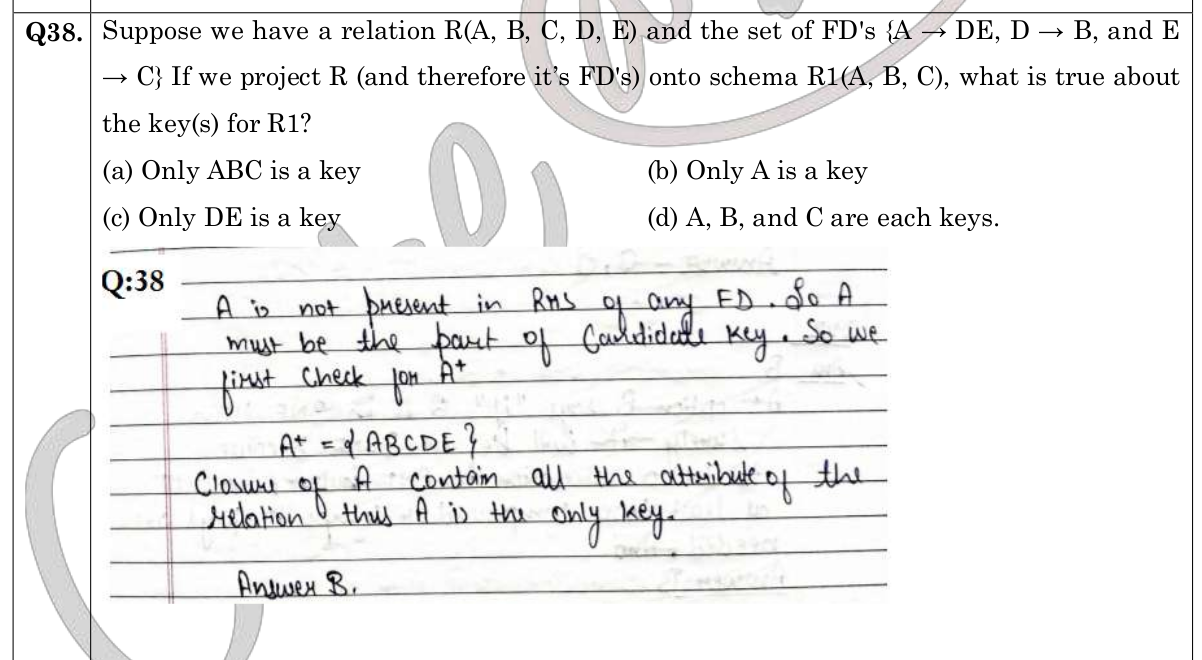 Q38. Suppose we have a relation R(A, B, C, D, E) and the set of FD's {A → DE, D → B, and E
→ C} If we project R (and therefore it's FD's) onto schema R1(A, B, C), what is true about
the key(s) for R1?
(a) Only ABC is a key (b) Only A is a key
(c) Only DE is a key (d) A, B, and C are each keys.
Q:38
A is not present in RHS of any FD. So A
must be the part of Candidate key. So we
first check for A+
A+ = {ABCDE}
Closure of A contain all the attribute of the
relation thus A is the only key.
Answer B.